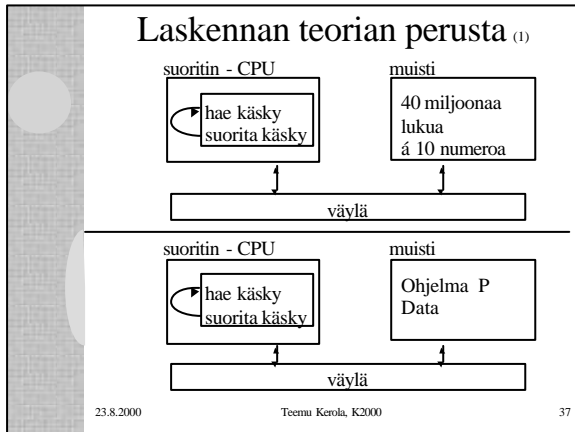 Laskennan teorian perusta (1)
suoritin - CPU
muisti
hae käsky
suorita käsky
40 miljoonaa
lukua
á 10 numeroa
väylä
suoritin - CPU
muisti
hae käsky
suorita käsky
Ohjelma P
Data
väylä
23.8.2000
Teemu Kerola, K2000
37